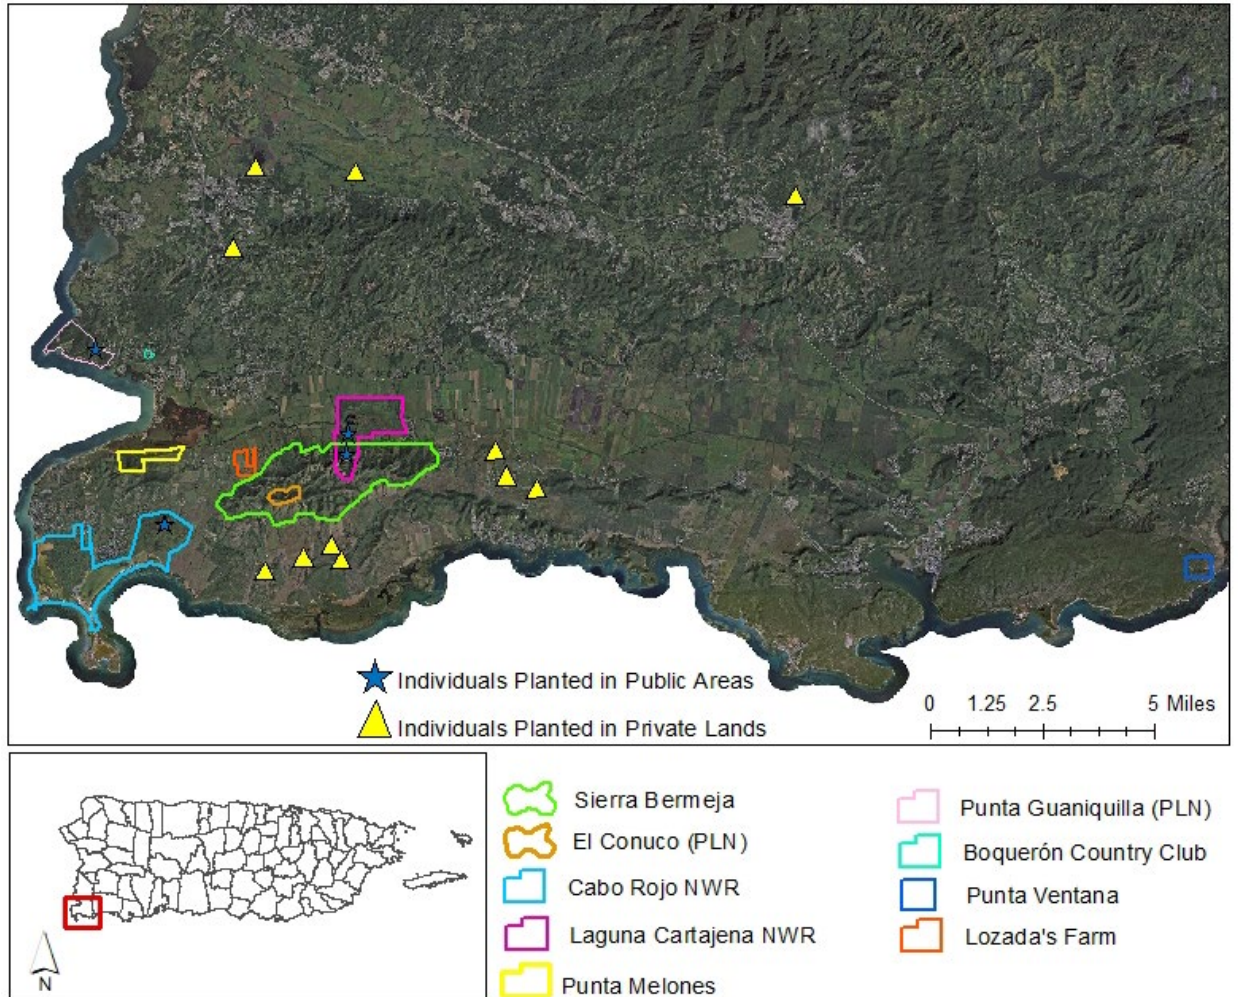 Individuals Planted in Public Areas
Individuals Planted in Private Lands
0 1.25 2.5 5 Miles
N
Sierra Bermeja
El Conuco (PLN)
Cabo Rojo NWR
Laguna Cartajena NWR
Punta Melones
Punta Guaniquilla (PLN)
Boquerón Country Club
Punta Ventana
Lozada's Farm